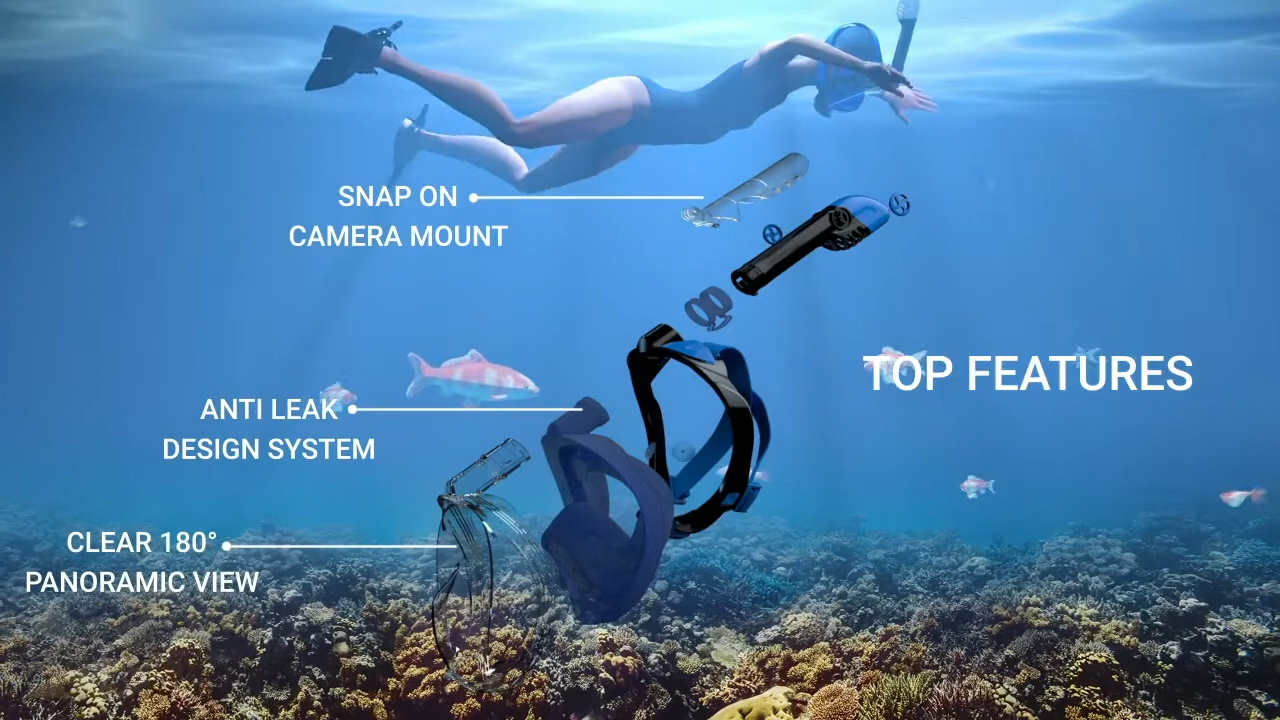 SNAP ON
CAMERA MOUNT
TOP FEATURES
ANTI LEAK
DESIGN SYSTEM
CLEAR 180°
PANORAMIC VIEW